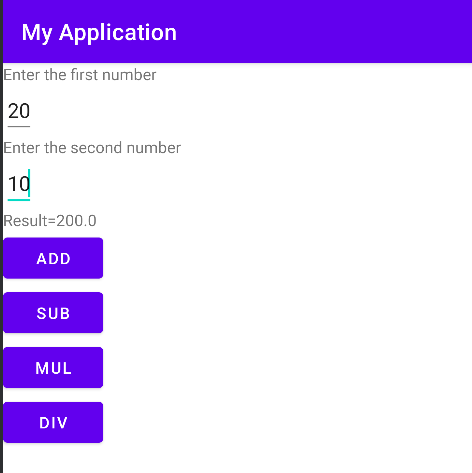 My Application
Enter the first number
20
Enter the second number
10
Result=200.0
ADD
SUB
MUL
DIV